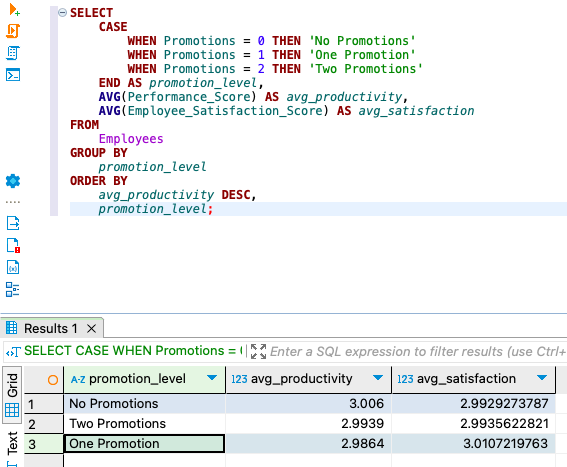 SELECT
CASE
WHEN Promotions = 0 THEN 'No Promotions'
WHEN Promotions = 1 THEN 'One Promotion'
WHEN Promotions = 2 THEN 'Two Promotions'
END AS promotion_level,
AVG(Performance_Score) AS avg_productivity,
AVG(Employee_Satisfaction_Score) AS avg_satisfaction
FROM
Employees
GROUP BY
promotion_level
ORDER BY
avg_productivity DESC,
promotion_level;
Results 1
SELECT CASE WHEN Promotions = Enter a SQL expression to filter results (use Ctrl+
Grid
Text
A-Z promotion_level 123 avg_productivity 123 avg_satisfaction
1 No Promotions 3.006 2.9929273787
2 Two Promotions 2.9939 2.9935622821
3 One Promotion 2.9864 3.0107219763